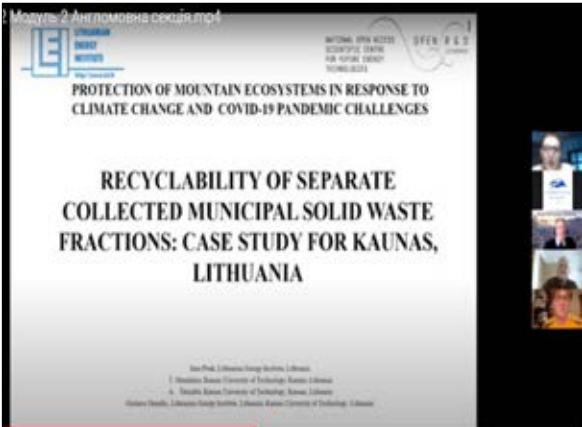 2 Модуль 2 Англомовна секція.mp4
LEI
LITHUANIAN
ENERGY
INSTITUTE
NATIONAL OPEN ACCESS
SCIENTIFIC CENTRE
FOR FUTURE ENERGY
TECHNOLOGIES
OPEN R&D
PROTECTION OF MOUNTAIN ECOSYSTEMS IN RESPONSE TO
CLIMATE CHANGE AND COVID-19 PANDEMIC CHALLENGES
RECYCLABILITY OF SEPARATE
COLLECTED MUNICIPAL SOLID WASTE
FRACTIONS: CASE STUDY FOR KAUNAS,
LITHUANIA
Lithuanian Energy Institute, Lithuania
Kaunas University of Technology, Kaunas, Lithuania
Kaunas University of Technology, Kaunas, Lithuania
Lithuanian Energy Institute, Lithuania, Kaunas University of Technology, Lithuania